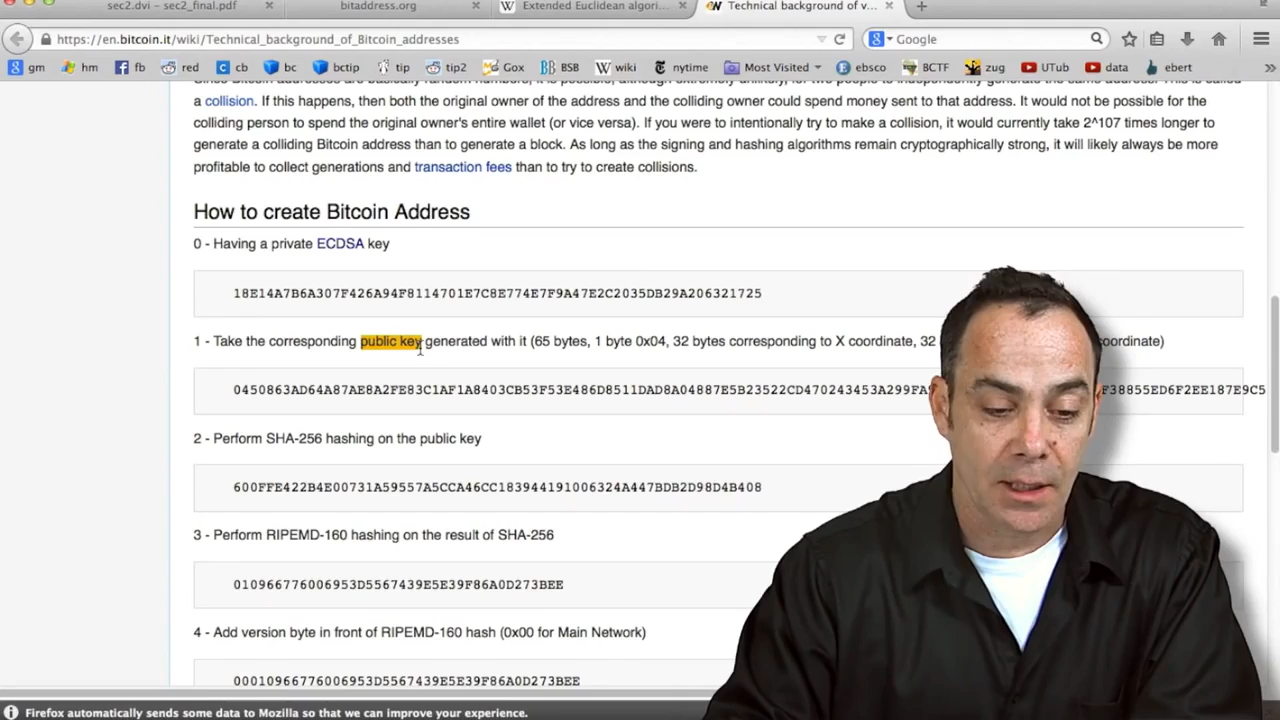 sec2.dvi - sec2_final.pdf
bitaddress.org
Extended Euclidean algori...
Technical background of v...
https://en.bitcoin.it/wiki/Technical_background_of_Bitcoin_addresses
Google
gm hm fb red cb bc bctip tip tip2 Gox BSB wiki nytime Most Visited ebsco BCTF zug UTub data ebert »
a collision. If this happens, then both the original owner of the address and the colliding owner could spend money sent to that address. It would not be possible for the
colliding person to spend the original owner's entire wallet (or vice versa). If you were to intentionally try to make a collision, it would currently take 2^107 times longer to
generate a colliding Bitcoin address than to generate a block. As long as the signing and hashing algorithms remain cryptographically strong, it will likely always be more
profitable to collect generations and transaction fees than to try to create collisions.
How to create Bitcoin Address
0 - Having a private ECDSA key
18E14A7B6A307F426A94F8114701E7C8E774E7F9A47E2C2035DB29A206321725
1 - Take the corresponding public key generated with it (65 bytes, 1 byte 0x04, 32 bytes corresponding to X coordinate, 32 coordinate)
0450863AD64A87AE8A2FE83C1AF1A8403CB53F53E486D8511DAD8A04887E5B23522CD470243453A299FA9 F38855ED6F2EE187E9C5
2 - Perform SHA-256 hashing on the public key
600FFE422B4E00731A59557A5CCA46CC183944191006324A447BDB2D98D4B408
3 - Perform RIPEMD-160 hashing on the result of SHA-256
010966776006953D5567439E5E39F86A0D273BEE
4 - Add version byte in front of RIPEMD-160 hash (0x00 for Main Network)
00010966776006953D5567439E5E39F86A0D273BEE
Firefox automatically sends some data to Mozilla so that we can improve your experience.